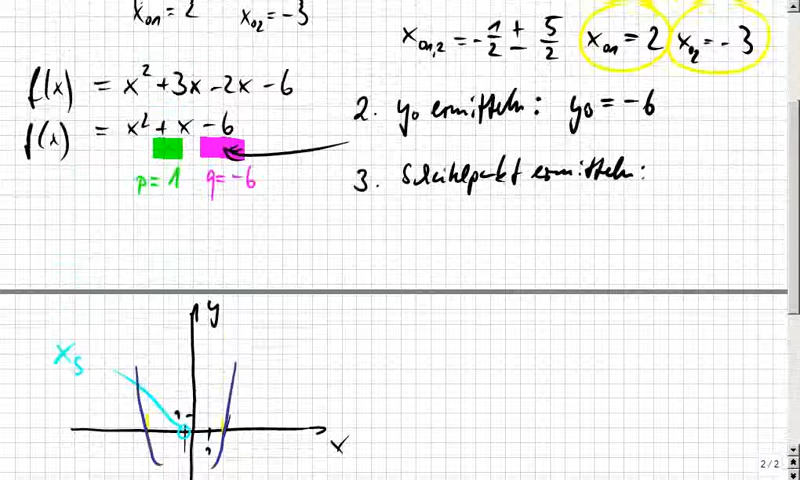 x01 = 2 x02 = -3
x01,2 = -1/2 ± 5/2 x01 = 2 x02 = -3
f(x) = x² + 3x - 2x - 6
f(x) = x² + x - 6
p = 1 q = -6
2. y0 ermitteln: y0 = -6
3. Scheitelpunkt ermitteln:
y
xs
1
1
x
2/2